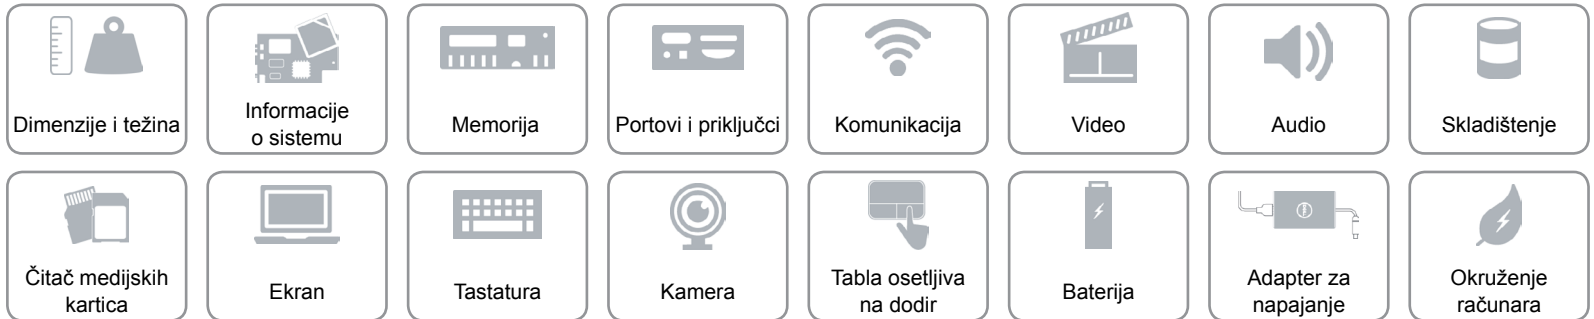 Dimenzije i težina
Informacije
o sistemu
Memorija
Portovi i priključci
Komunikacija
Video
Audio
Skladištenje
Čitač medijskih
kartica
Ekran
Tastatura
Kamera
Tabla osetljiva
na dodir
Baterija
Adapter za
napajanje
Okruženje
računara